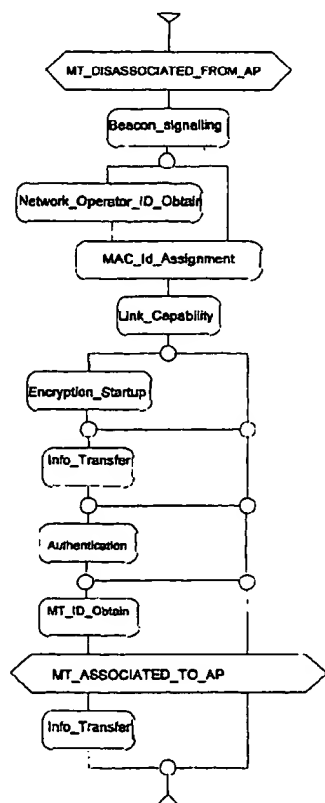 MT_DISASSOCIATED_FROM_AP
Beacon_signalling
Network_Operator_ID_Obtain
MAC_Id_Assignment
Link_Capability
Encryption_Startup
Info_Transfer
Authentication
MT_ID_Obtain
MT_ASSOCIATED_TO_AP
Info_Transfer